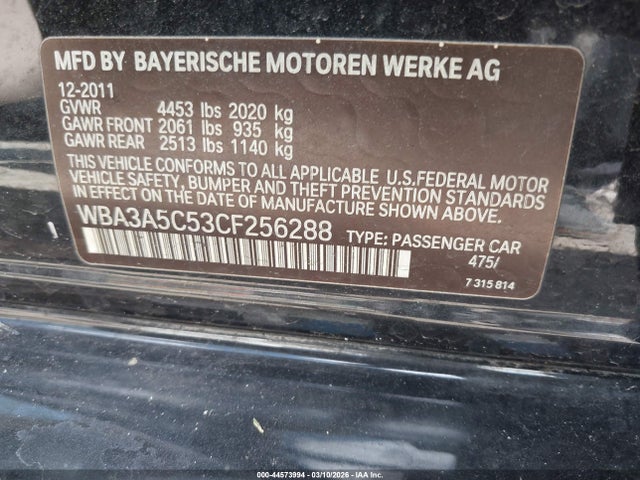 MFD BY BAYERISCHE MOTOREN WERKE AG
12-2011
GVWR 4453 lbs 2020 kg
GAWR FRONT 2061 lbs 935 kg
GAWR REAR 2513 lbs 1140 kg
THIS VEHICLE CONFORMS TO ALL APPLICABLE U.S.FEDERAL MOTOR
VEHICLE SAFETY, BUMPER AND THEFT PREVENTION STANDARDS
IN EFFECT ON THE DATE OF MANUFACTURE SHOWN ABOVE.
WBA3A5C53CF256288 TYPE: PASSENGER CAR
475/
7 315 814
000-44573994 - 03/10/2026 - Copyright © IAA, LLC.